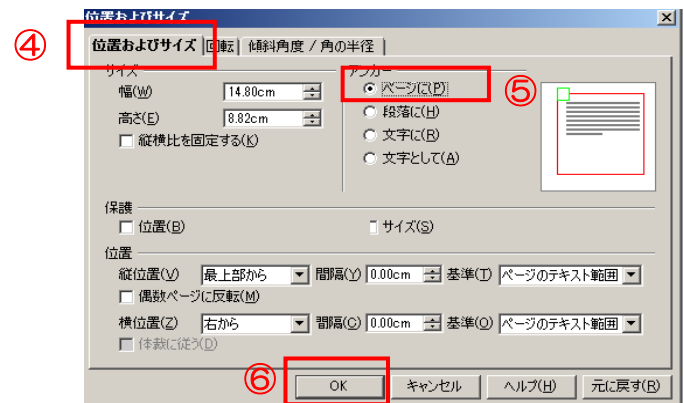 位置およびサイズ
④
位置およびサイズ 回転 傾斜角度 / 角の半径
サイズ アンカー
幅(W) 14.80cm ページに(P) ⑤
高さ(E) 8.82cm 段落に(H)
縦横比を固定する(K) 文字に(R)
文字として(A)
保護
位置(B) サイズ(S)
位置
縦位置(V) 最上部から 間隔(Y) 0.00cm 基準(T) ページのテキスト範囲
偶数ページに反転(M)
横位置(Z) 右から 間隔(C) 0.00cm 基準(O) ページのテキスト範囲
体裁に従う(D)
⑥ OK キャンセル ヘルプ(H) 元に戻す(R)